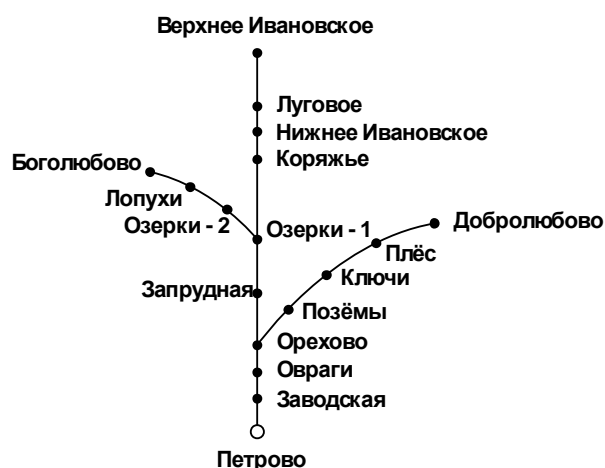 Верхнее Ивановское
Луговое
Нижнее Ивановское
Коряжье
Боголюбово
Лопухи
Озерки - 2
Озерки - 1
Добролюбово
Плёс
Ключи
Запрудная
Позёмы
Орехово
Овраги
Заводская
Петрово